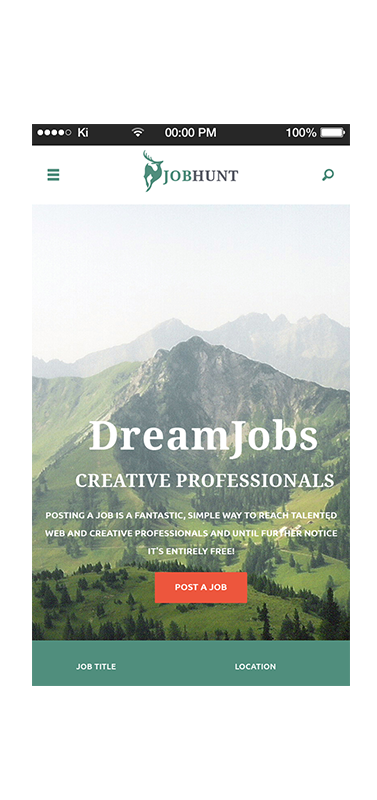 Ki 00:00 PM 100%
JOBHUNT
DreamJobs
CREATIVE PROFESSIONALS
POSTING A JOB IS A FANTASTIC, SIMPLE WAY TO REACH TALENTED
WEB AND CREATIVE PROFESSIONALS AND UNTIL FURTHER NOTICE
IT'S ENTIRELY FREE!
POST A JOB
JOB TITLE LOCATION